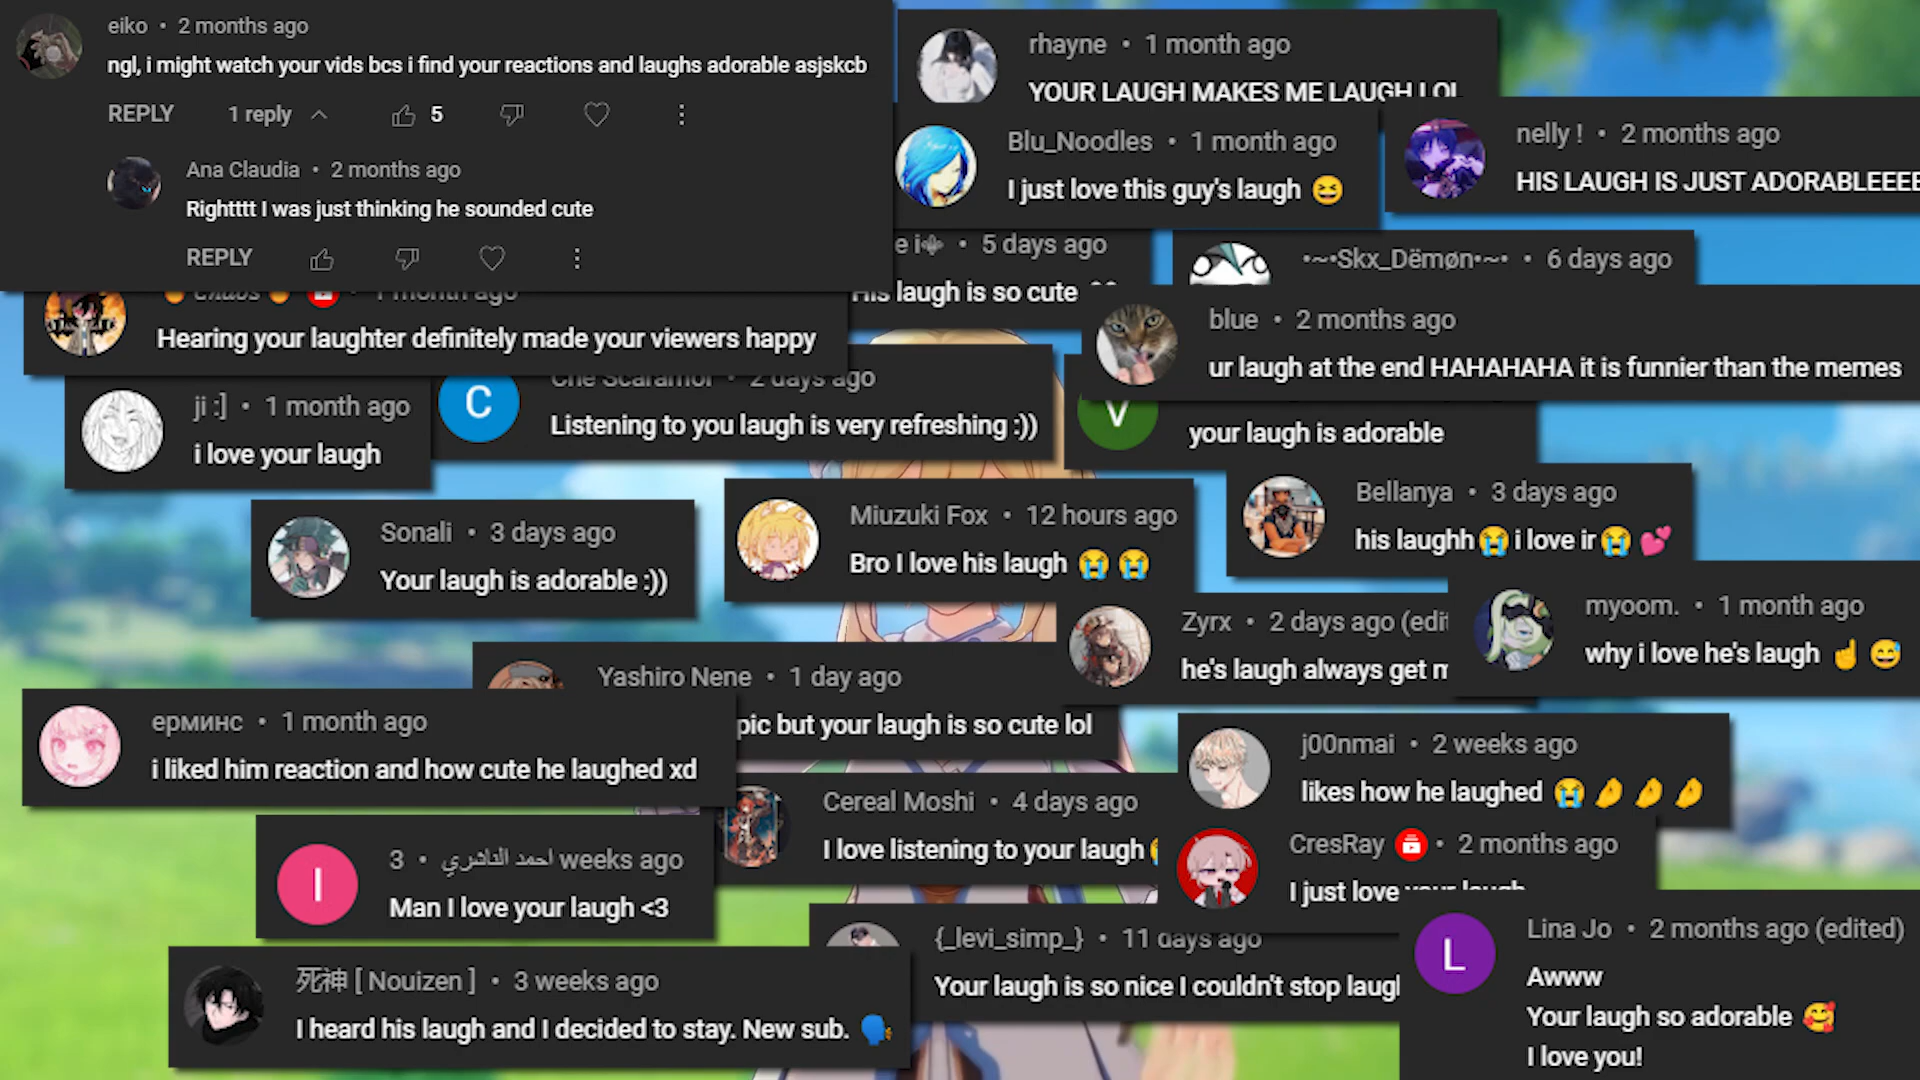 eiko • 2 months ago
ngl, i might watch your vids bcs i find your reactions and laughs adorable asjskcb
REPLY 1 reply 5
Ana Claudia • 2 months ago
Rightttt I was just thinking he sounded cute
REPLY
rhayne • 1 month ago
YOUR LAUGH MAKES ME LAUGH LOL
Blu_Noodles • 1 month ago
I just love this guy's laugh 😆
nelly ! • 2 months ago
HIS LAUGH IS JUST ADORABLEEEE
e i⚜ • 5 days ago
His laugh is so cute
•~•Skx_Dëmøn•~• • 6 days ago
Chaos • 1 month ago
Hearing your laughter definitely made your viewers happy
blue • 2 months ago
ur laugh at the end HAHAHAHA it is funnier than the memes
ji :] • 1 month ago
i love your laugh
C
Che Scaramol • 2 days ago
Listening to you laugh is very refreshing :))
V
your laugh is adorable
Bellanya • 3 days ago
his laughh😭i love ir😭 💕
Sonali • 3 days ago
Your laugh is adorable :))
Miuzuki Fox • 12 hours ago
Bro I love his laugh 😭 😭
Zyrx • 2 days ago (edit
he's laugh always get m
myoom. • 1 month ago
why i love he's laugh ☝ 😅
Yashiro Nene • 1 day ago
pic but your laugh is so cute lol
ерминс • 1 month ago
i liked him reaction and how cute he laughed xd
j00nmai • 2 weeks ago
likes how he laughed 😭 🤌 🤌 🤌
Cereal Moshi • 4 days ago
I love listening to your laugh
CresRay • 2 months ago
I just love your laugh
I
3 • احمد الناشري weeks ago
Man I love your laugh <3
{_levi_simp_} • 11 days ago
Your laugh is so nice I couldn't stop laugh
L
Lina Jo • 2 months ago (edited)
Awww
Your laugh so adorable 🥰
I love you!
死神 [ Nouizen ] • 3 weeks ago
I heard his laugh and I decided to stay. New sub. 🗣